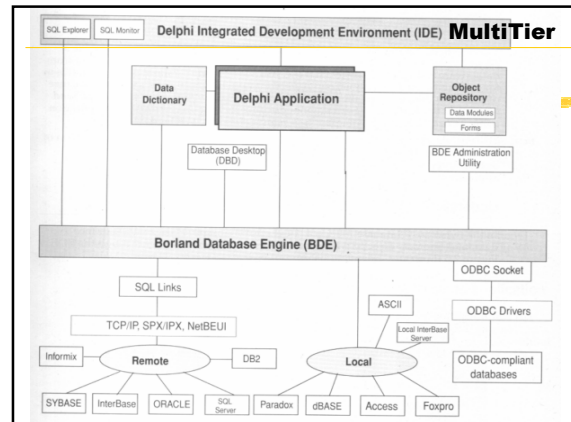 MultiTier
SQL Explorer
SQL Monitor
Delphi Integrated Development Environment (IDE)
Data
Dictionary
Delphi Application
Object
Repository
Data Modules
Forms
Database Desktop
(DBD)
BDE Administration
Utility
Borland Database Engine (BDE)
SQL Links
ODBC Socket
ASCII
TCP/IP, SPX/IPX, NetBEUI
Local InterBase
Server
ODBC Drivers
Informix
Remote
DB2
Local
ODBC-compliant
databases
SYBASE
InterBase
ORACLE
SQL
Server
Paradox
dBASE
Access
Foxpro